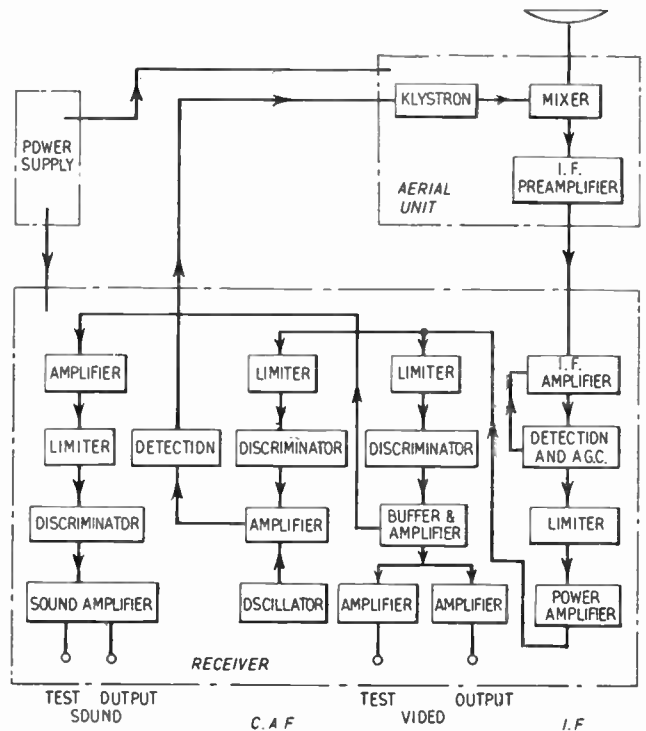 KLYSTRON
MIXER
POWER
SUPPLY
I.F.
PREAMPLIFIER
AERIAL
UNIT
AMPLIFIER
LIMITER
LIMITER
I.F.
AMPLIFIER
LIMITER
DETECTION
DISCRIMINATOR
DISCRIMINATOR
DETECTION
AND A.G.C.
DISCRIMINATOR
AMPLIFIER
BUFFER &
AMPLIFIER
LIMITER
SOUND AMPLIFIER
OSCILLATOR
AMPLIFIER
AMPLIFIER
POWER
AMPLIFIER
RECEIVER
TEST OUTPUT
SOUND
C.A.F
TEST OUTPUT
VIDEO
I.F